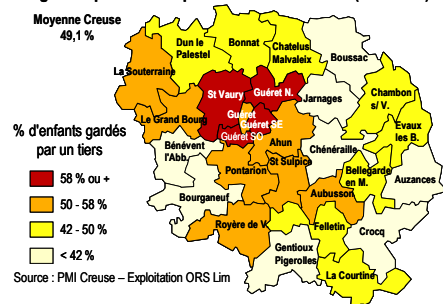 Moyenne Creuse
49,1 %
Dun le
Palestel
Bonnat
Chatelus
Malvaleix
Boussac
La Souterraine
St Vaury
Guéret N.
Jarnages
Chambon
s/ V.
Le Grand Bourg
Guéret
Guéret SE
Guéret SO
Evaux
les B.
% d'enfants gardés
par un tiers
Bénévent
l'Abb.
Ahun
Chénéraille
St Sulpice
Pontarion
Bellegarde
en M.
Auzances
58 % ou +
Bourganeuf
Aubusson
50 - 58 %
Royère de V.
Felletin
Crocq
42 - 50 %
< 42 %
Gentioux
Pigerolles
La Courtine
Source : PMI Creuse – Exploitation ORS Lim